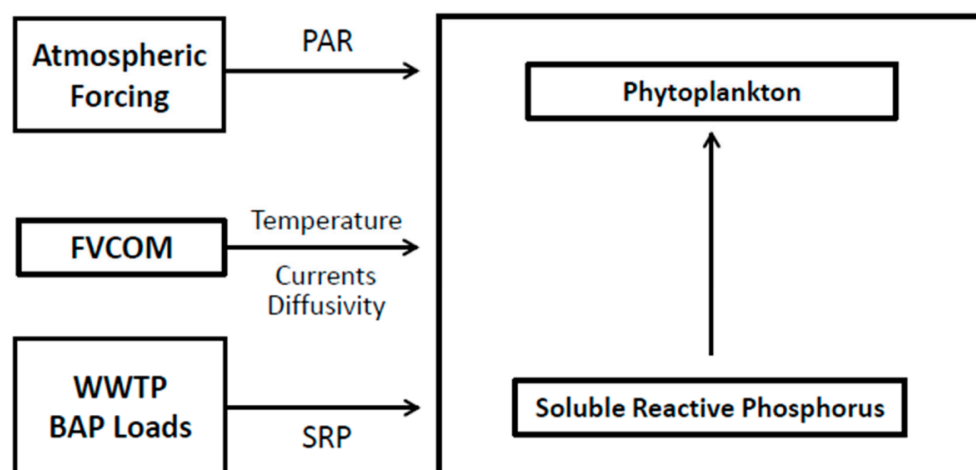 Atmospheric
Forcing
PAR
Phytoplankton
FVCOM
Temperature
Currents
Diffusivity
WWTP
BAP Loads
SRP
Soluble Reactive Phosphorus